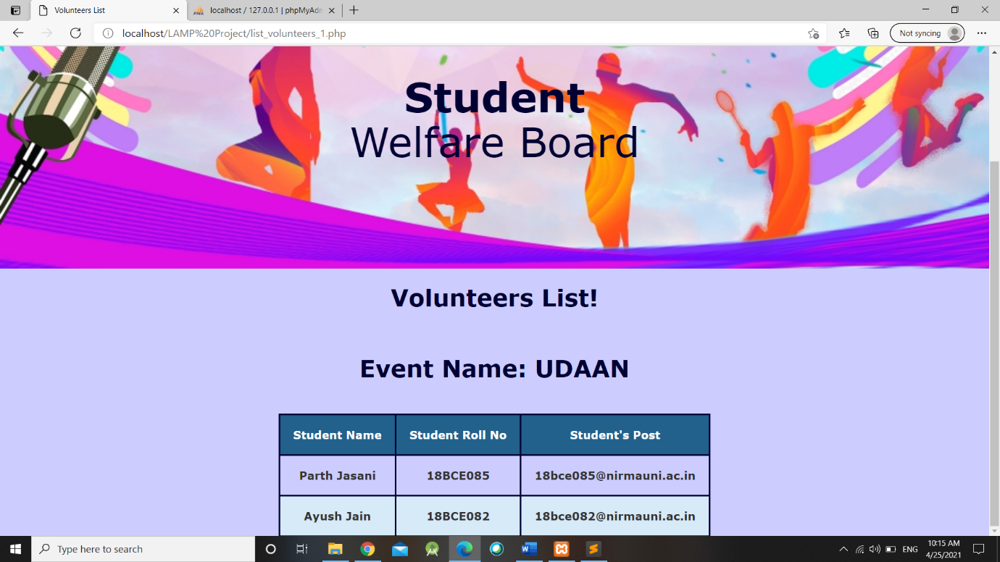 Volunteers List
localhost / 127.0.0.1 | phpMyAdm
localhost/LAMP%20Project/list_volunteers_1.php
Not syncing
Student
Welfare Board
Volunteers List!
Event Name: UDAAN
Student Name Student Roll No Student's Post
Parth Jasani 18BCE085 18bce085@nirmauni.ac.in
Ayush Jain 18BCE082 18bce082@nirmauni.ac.in
Type here to search
ENG
10:15 AM
4/25/2021